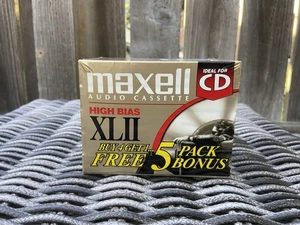 maxell
AUDIO CASSETTE
IDEAL FOR
CD
HIGH BIAS
XLII
BUY 4 GET 1...
FREE
5 PACK
BONUS